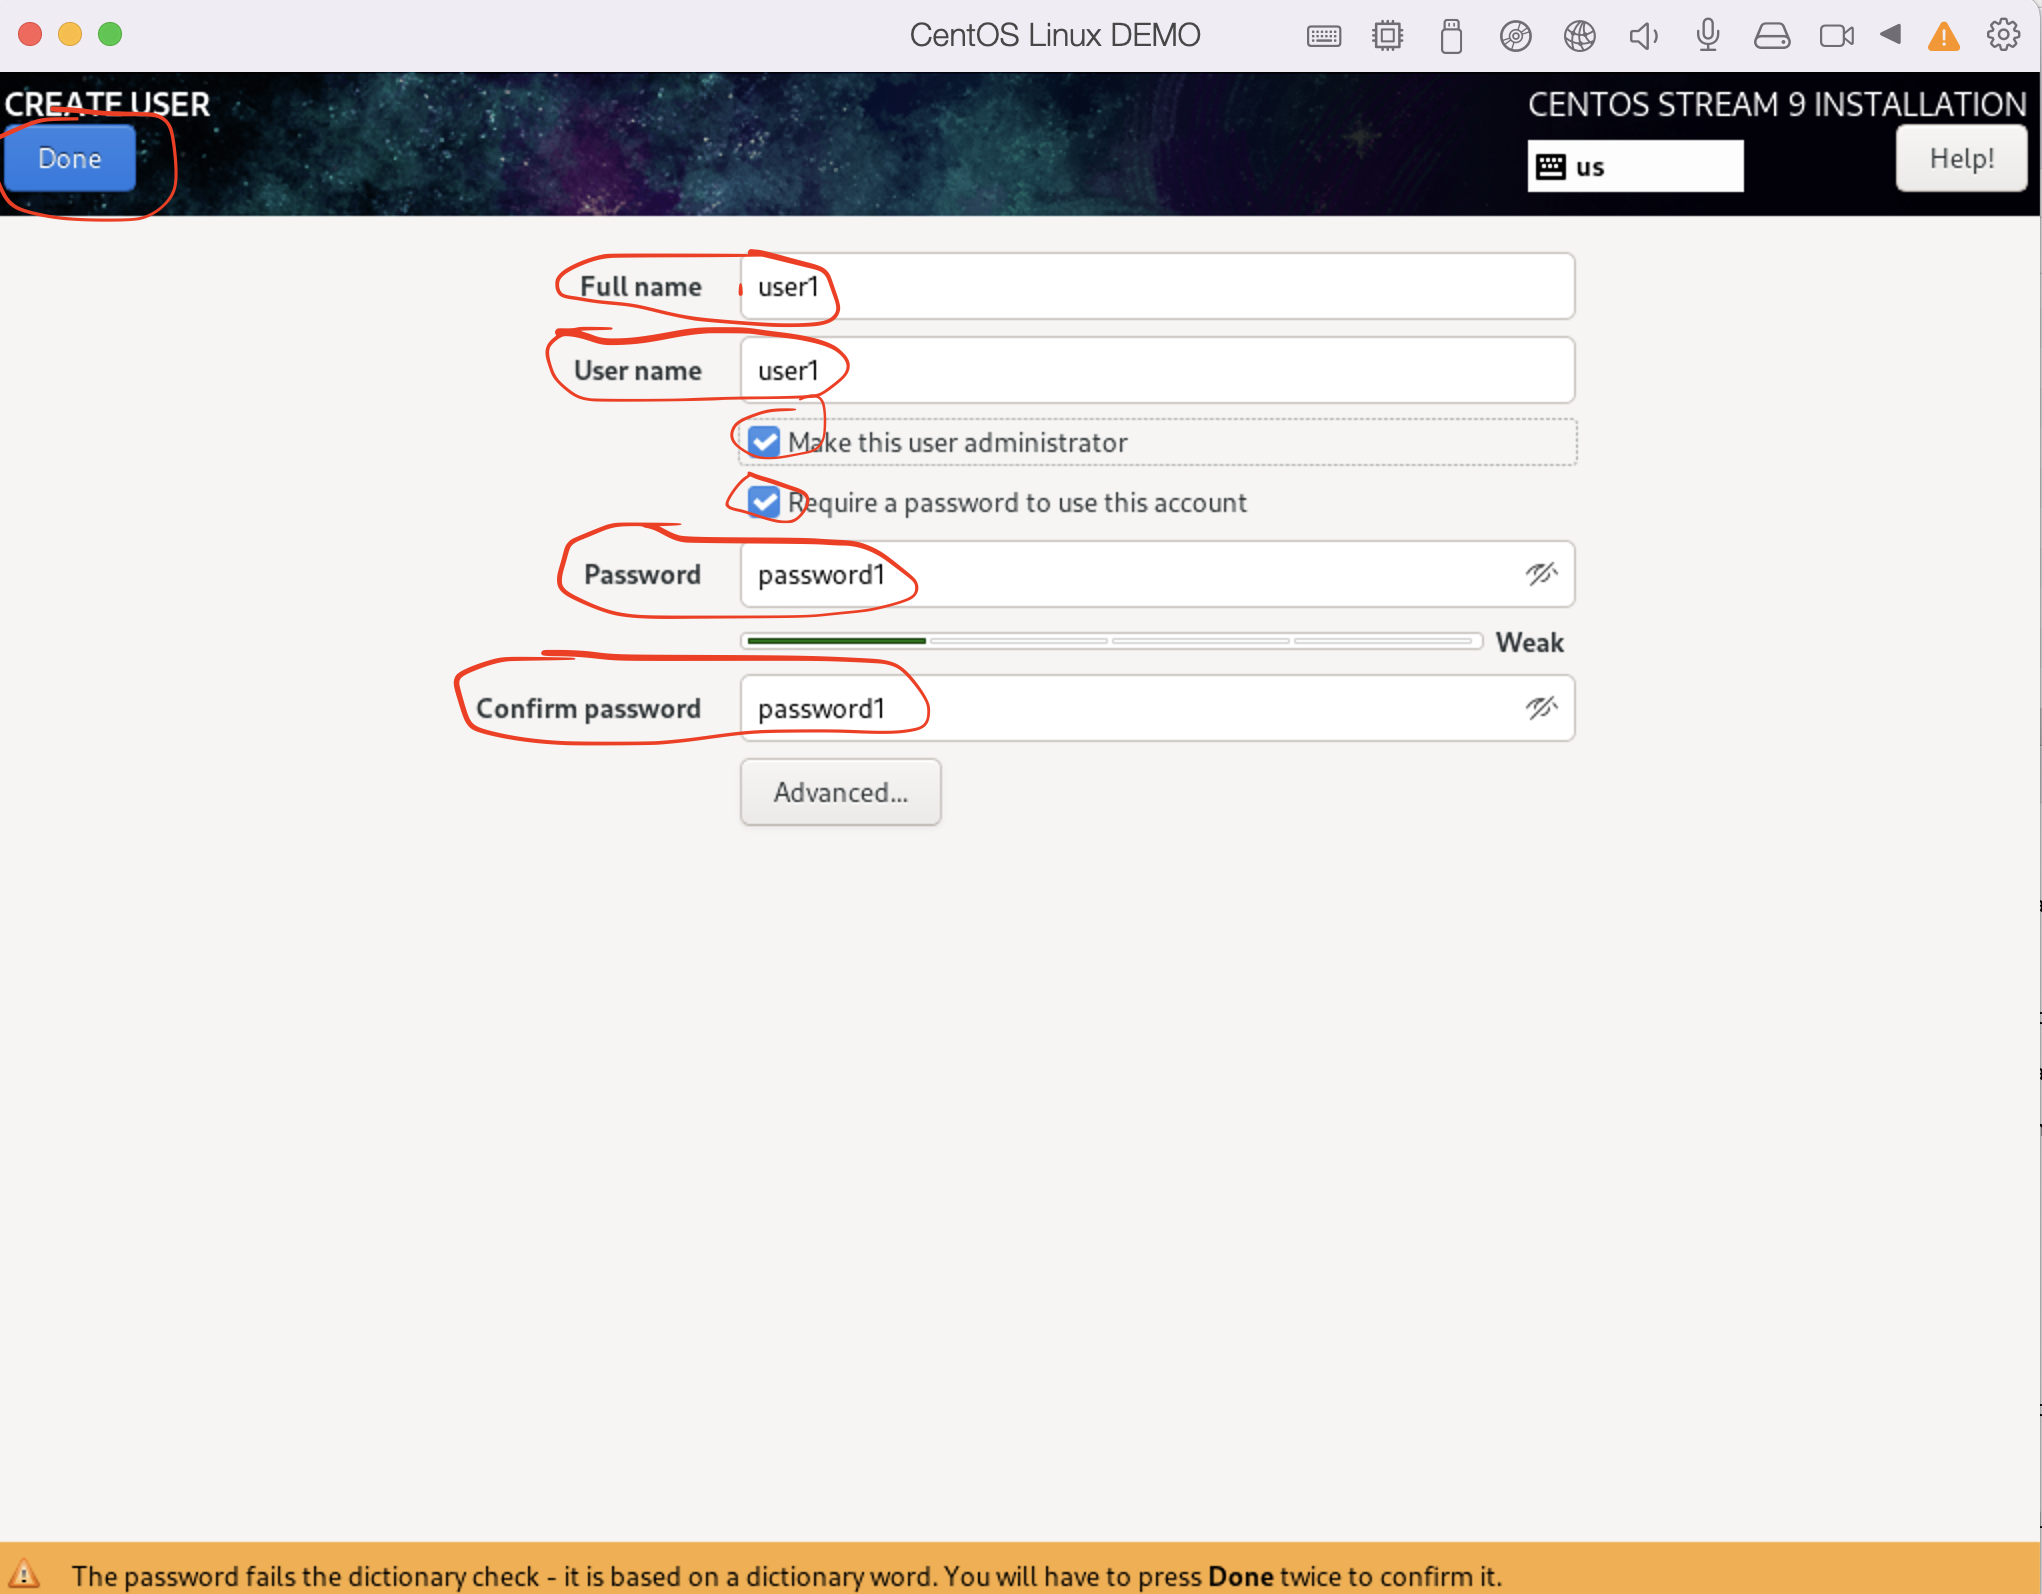 CentOS Linux DEMO
CREATE USER
CENTOS STREAM 9 INSTALLATION
Done
us
Help!
Full name
user1
User name
user1
Make this user administrator
Require a password to use this account
Password
password1
Weak
Confirm password
password1
Advanced...
The password fails the dictionary check - it is based on a dictionary word. You will have to press Done twice to confirm it.